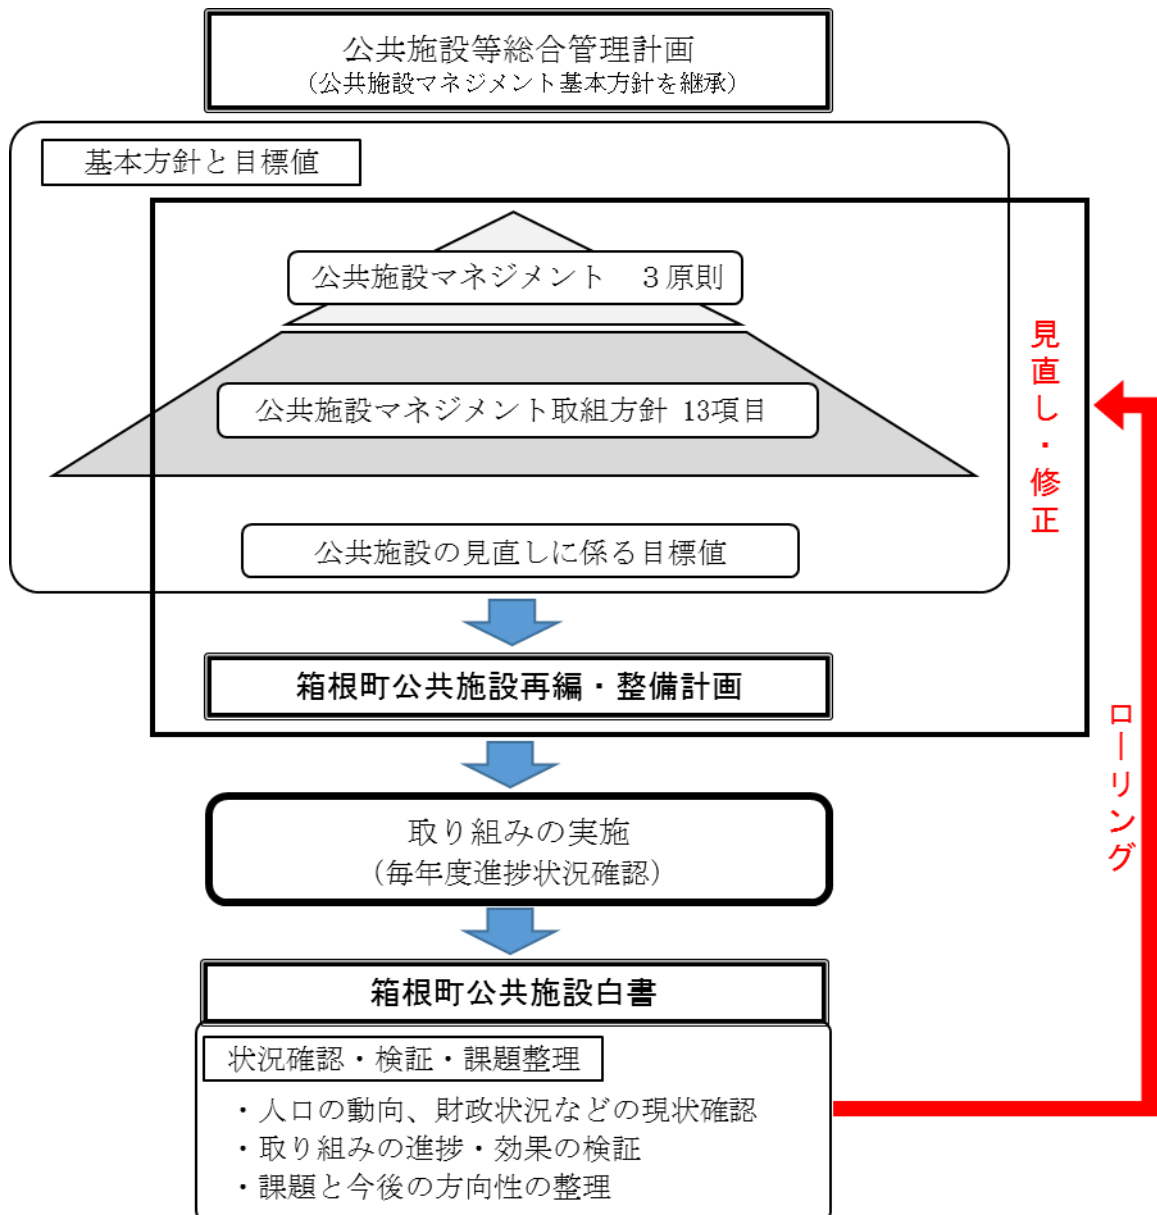 公共施設等総合管理計画
（公共施設マネジメント基本方針を継承）
基本方針と目標値
公共施設マネジメント　３原則
公共施設マネジメント取組方針 13項目
公共施設の見直しに係る目標値
見直し・修正
箱根町公共施設再編・整備計画
ローリング
取り組みの実施
（毎年度進捗状況確認）
箱根町公共施設白書
状況確認・検証・課題整理
・人口の動向、財政状況などの現状確認
・取り組みの進捗・効果の検証
・課題と今後の方向性の整理